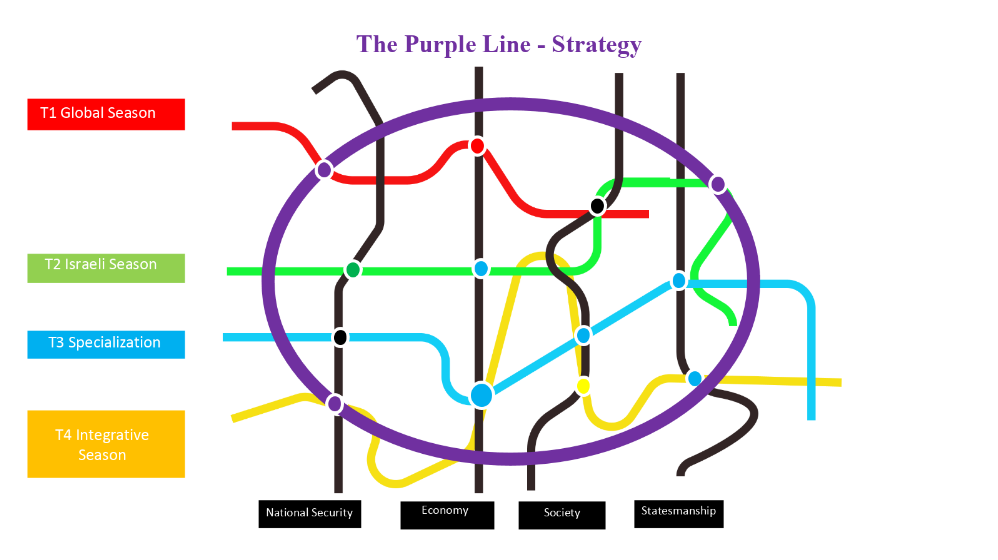 The Purple Line - Strategy
T1 Global Season
T2 Israeli Season
T3 Specialization
T4 Integrative
Season
National Security
Economy
Society
Statesmanship